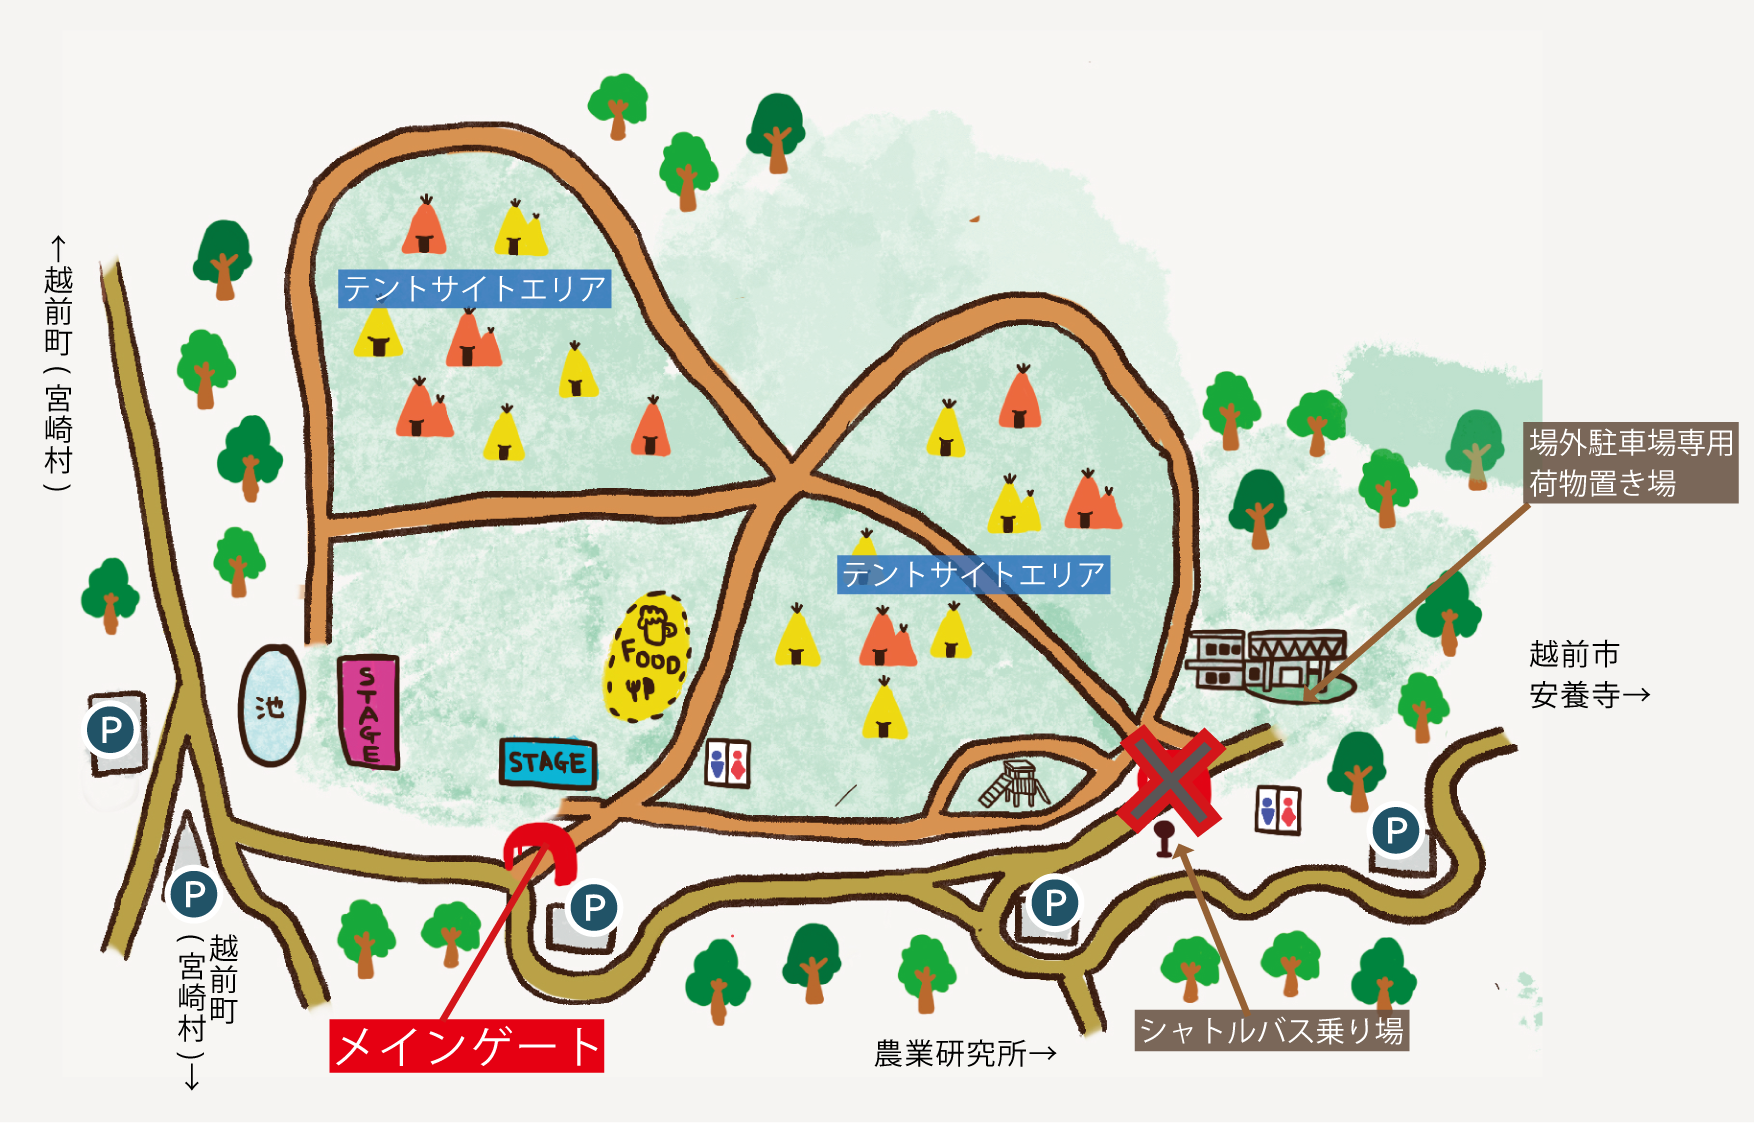 テントサイトエリア
↑越前町(宮崎村)
場外駐車場専用
荷物置き場
テントサイトエリア
FOOD
越前市
安養寺→
池
STAGE
STAGE
P
P
P
P
P
越前町
(宮崎村)→
メインゲート
シャトルバス乗り場
農業研究所→